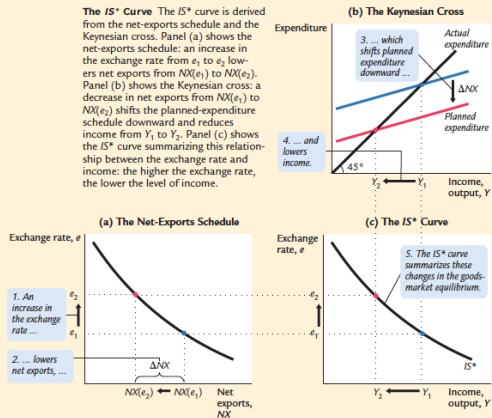 The IS* Curve The IS* curve is derived
from the net-exports schedule and the
Keynesian cross. Panel (a) shows the
net-exports schedule: an increase in
the exchange rate from e₁ to e₂ low-
ers net exports from NX(e₁) to NX(e₂).
Panel (b) shows the Keynesian cross: a
decrease in net exports from NX(e₁) to
NX(e₂) shifts the planned-expenditure
schedule downward and reduces
income from Y₁ to Y₂. Panel (c) shows
the IS* curve summarizing this relation-
ship between the exchange rate and
income: the higher the exchange rate,
the lower the level of income.
(b) The Keynesian Cross
Expenditure
Actual
expenditure
3. ... which
shifts planned
expenditure
downward ...
ΔNX
Planned
expenditure
4. ... and
lowers
income.
45°
Y₂
Y₁
Income,
output, Y
(a) The Net-Exports Schedule
Exchange rate, e
1. An
increase in
the exchange
rate ...
e₂
e₁
2. ... lowers
net exports, ...
ΔNX
NX(e₂)
NX(e₁)
Net
exports,
NX
(c) The IS* Curve
Exchange
rate, e
5. The IS* curve
summarizes these
changes in the goods-
market equilibrium.
e₂
e₁
IS*
Y₂
Y₁
Income,
output, Y